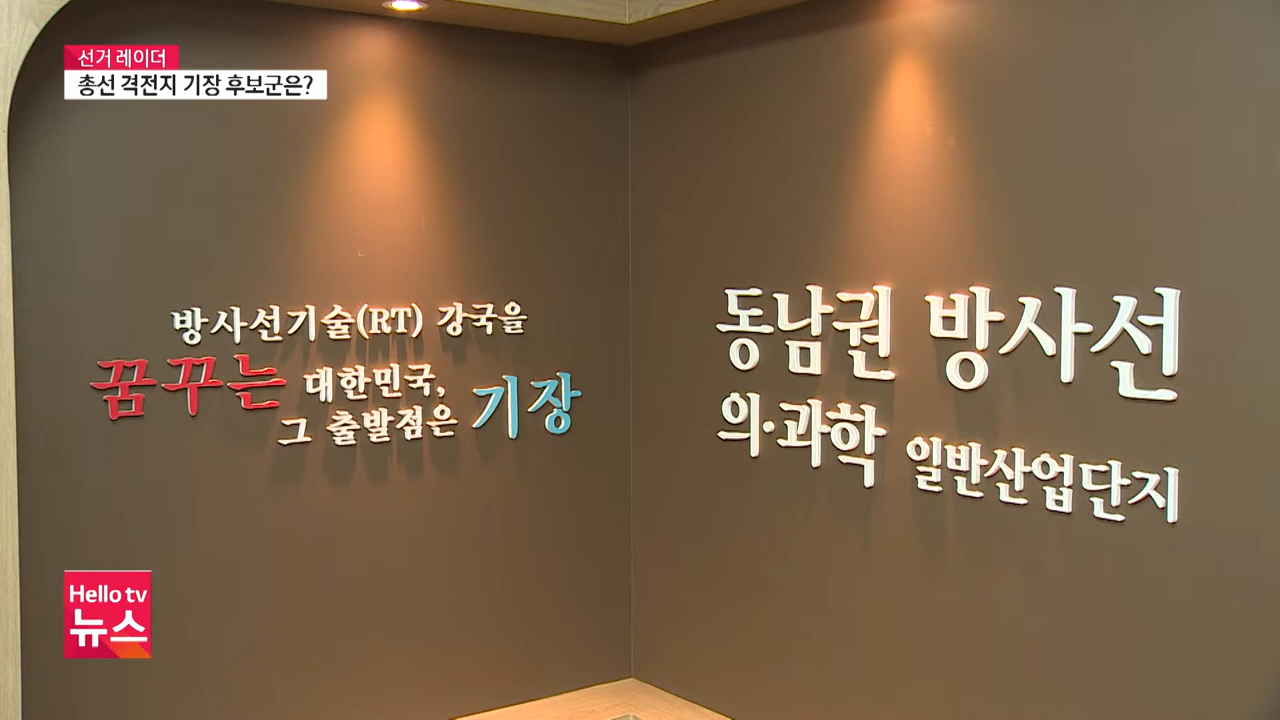 선거 레이더
총선 격전지 기장 후보군은?
방사선기술(RT) 강국을
꿈꾸는 대한민국,
그 출발점은 기장
동남권 방사선
의·과학 일반산업단지
Hello tv
뉴스